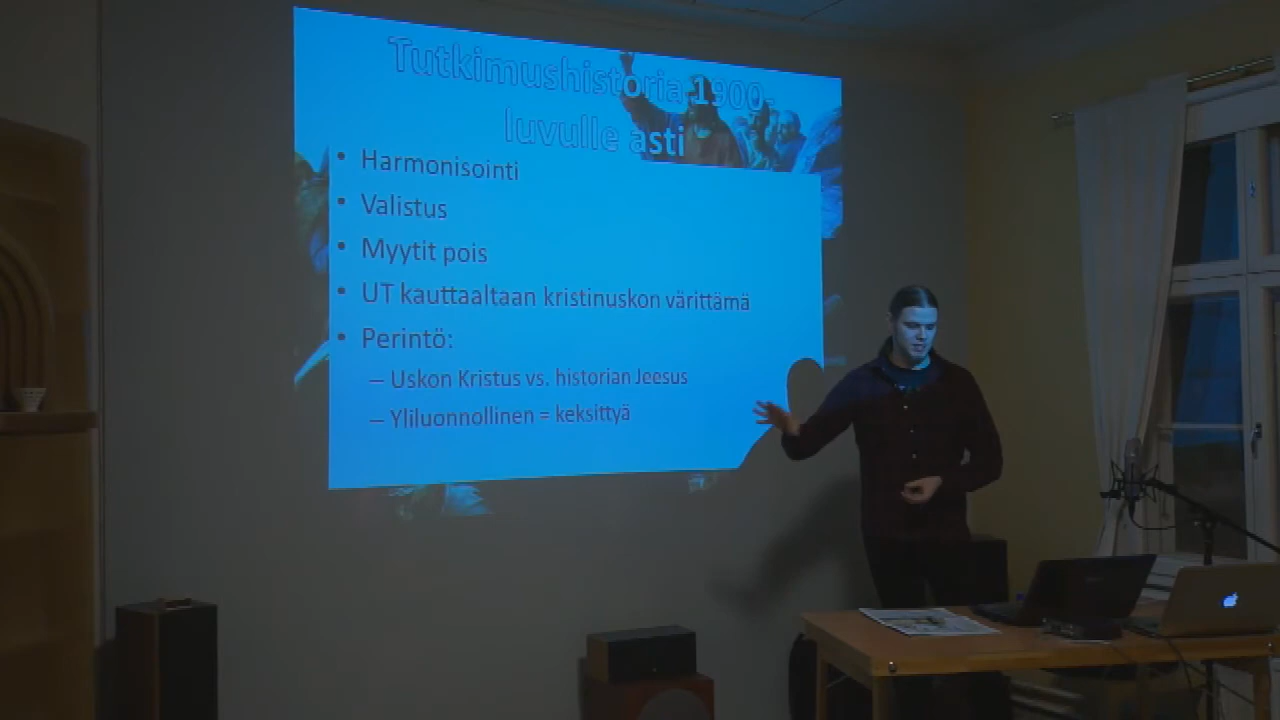 Tutkimushistoria 1900-
luvulle asti
• Harmonisointi
• Valistus
• Myytit pois
• UT kauttaaltaan kristinuskon värittämä
• Perintö:
– Uskon Kristus vs. historian Jeesus
– Yliluonnollinen = keksittyä